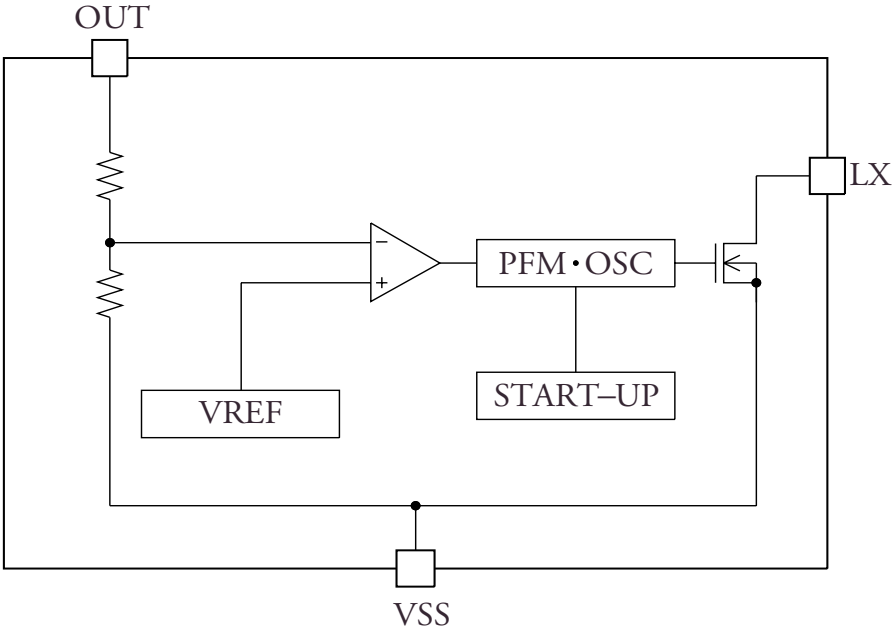 OUT
LX
−
PFM•OSC
+
START–UP
VREF
VSS